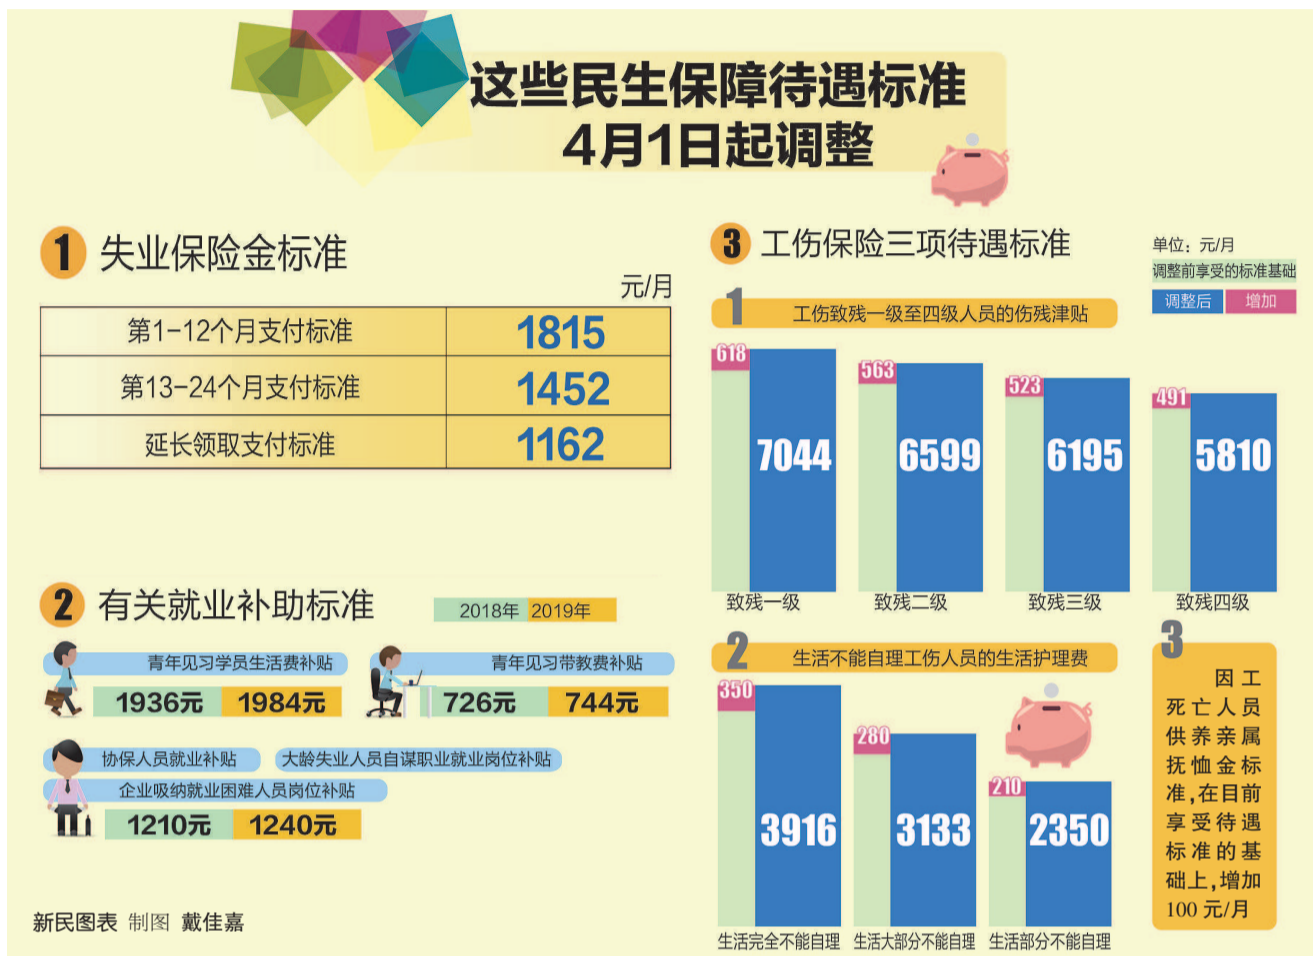 这些民生保障待遇标准
4月1日起调整
1 失业保险金标准
元/月
第1-12个月支付标准 1815
第13-24个月支付标准 1452
延长领取支付标准 1162
2 有关就业补助标准
2018年 2019年
青年见习学员生活费补贴
1936元 1984元
青年见习带教费补贴
726元 744元
协保人员就业补贴
大龄失业人员自谋职业就业岗位补贴
企业吸纳就业困难人员岗位补贴
1210元 1240元
新民图表 制图 戴佳嘉
3 工伤保险三项待遇标准
单位：元/月
调整前享受的标准基础
调整后 增加
1 工伤致残一级至四级人员的伤残津贴
618 7044 563 6599 523 6195 491 5810
致残一级 致残二级 致残三级 致残四级
2 生活不能自理工伤人员的生活护理费
350 3916 280 3133 210 2350
生活完全不能自理 生活大部分不能自理 生活部分不能自理
3
因工
死亡人员
供养亲属
抚恤金标
准,在目前
享受待遇
标准的基
础上,增加
100 元/月